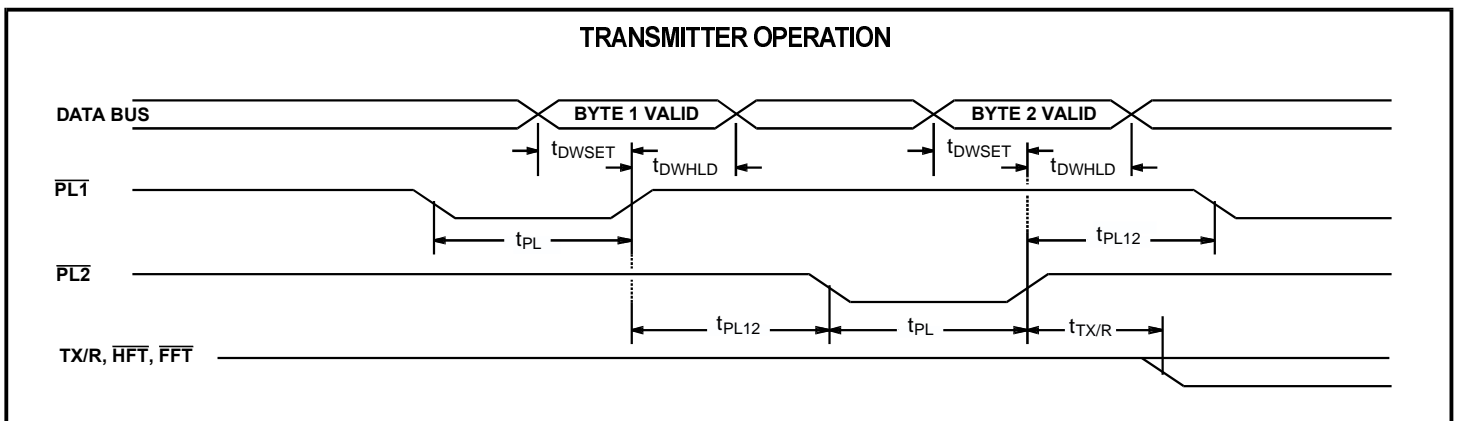 TRANSMITTER OPERATION
DATA BUS
BYTE 1 VALID
BYTE 2 VALID
tDWSET
tDWHLD
tDWSET
tDWHLD
PL1
tPL
tPL12
PL2
tPL12
tPL
tTX/R
TX/R, HFT, FFT